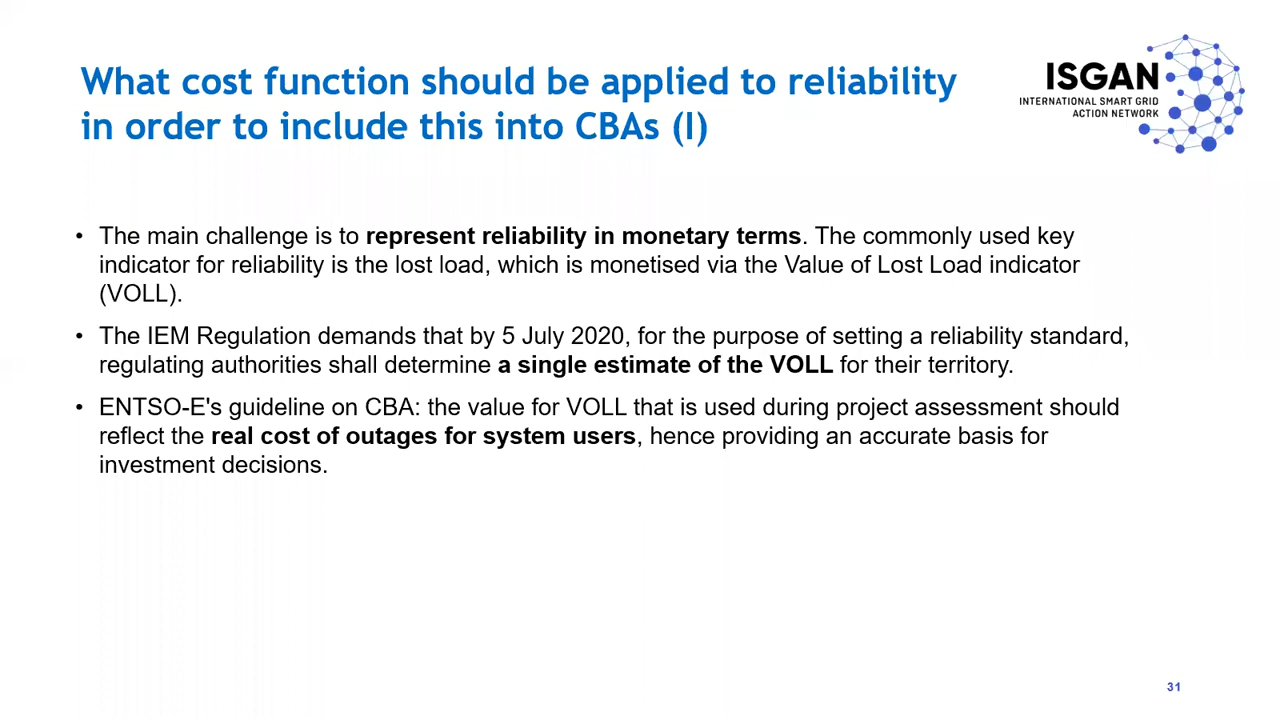 What cost function should be applied to reliability
in order to include this into CBAs (I)
ISGAN
INTERNATIONAL SMART GRID
ACTION NETWORK
• The main challenge is to represent reliability in monetary terms. The commonly used key
indicator for reliability is the lost load, which is monetised via the Value of Lost Load indicator
(VOLL).
• The IEM Regulation demands that by 5 July 2020, for the purpose of setting a reliability standard,
regulating authorities shall determine a single estimate of the VOLL for their territory.
• ENTSO-E's guideline on CBA: the value for VOLL that is used during project assessment should
reflect the real cost of outages for system users, hence providing an accurate basis for
investment decisions.
31